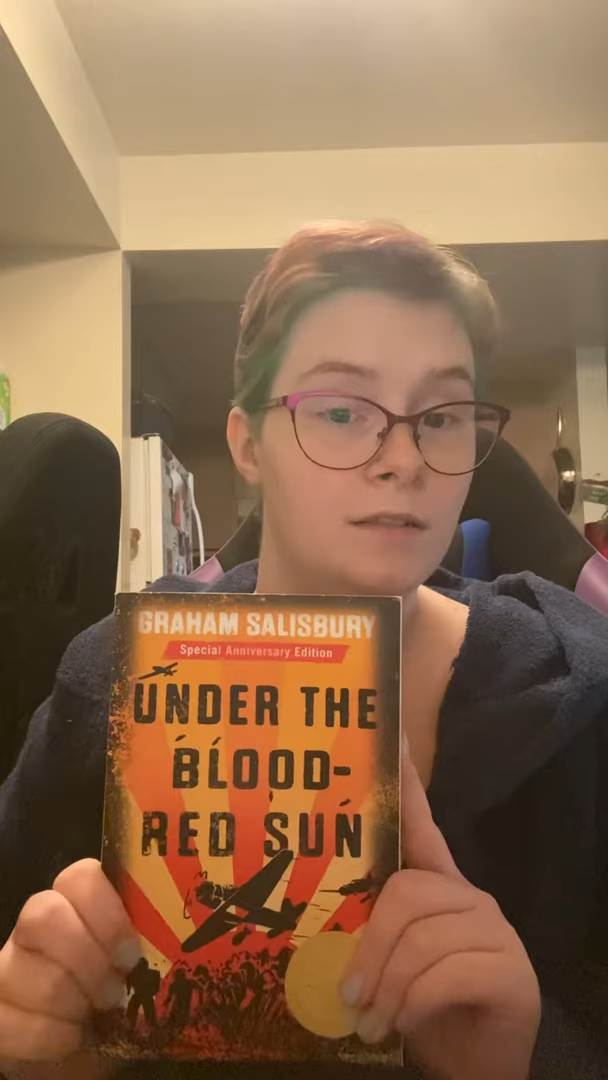 GRAHAM SALISBURY
Special Anniversary Edition
UNDER THE
BLOOD-
RED SUN